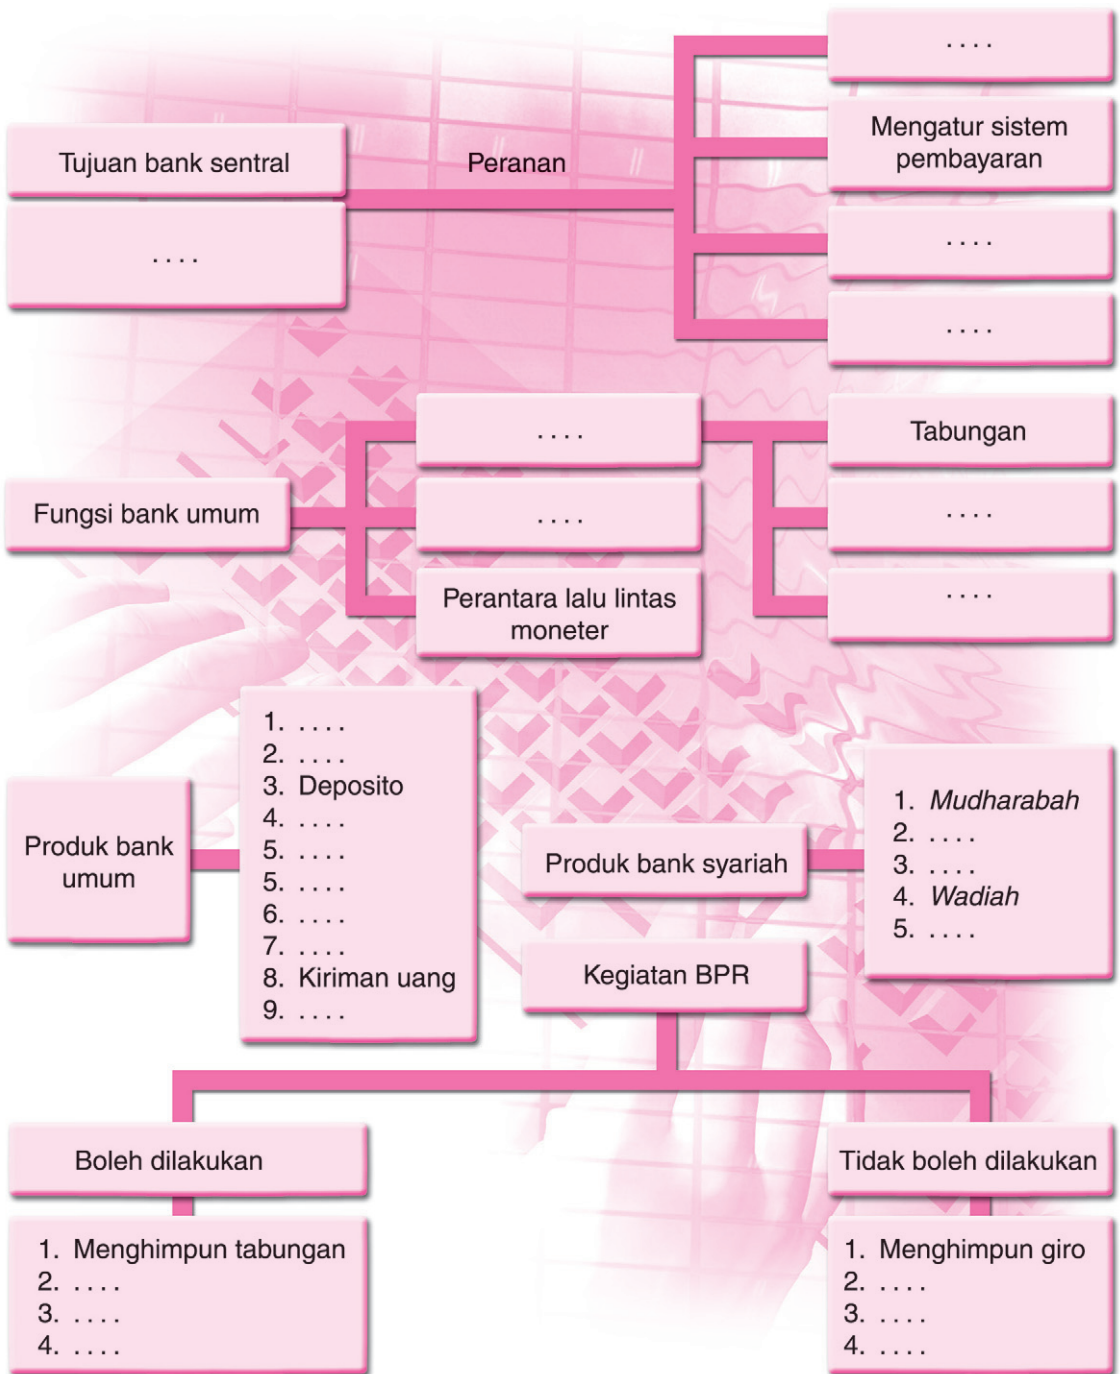 . . . .
Tujuan bank sentral
Peranan
Mengatur sistem
pembayaran
. . . .
. . . .
. . . .
. . . .
Tabungan
Fungsi bank umum
. . . .
. . . .
Perantara lalu lintas
moneter
. . . .
Produk bank
umum
1. . . . .
2. . . . .
3. Deposito
4. . . . .
5. . . . .
5. . . . .
6. . . . .
7. . . . .
8. Kiriman uang
9. . . . .
Produk bank syariah
1. Mudharabah
2. . . . .
3. . . . .
4. Wadiah
5. . . . .
Kegiatan BPR
Boleh dilakukan
1. Menghimpun tabungan
2. . . . .
3. . . . .
4. . . . .
Tidak boleh dilakukan
1. Menghimpun giro
2. . . . .
3. . . . .
4. . . . .